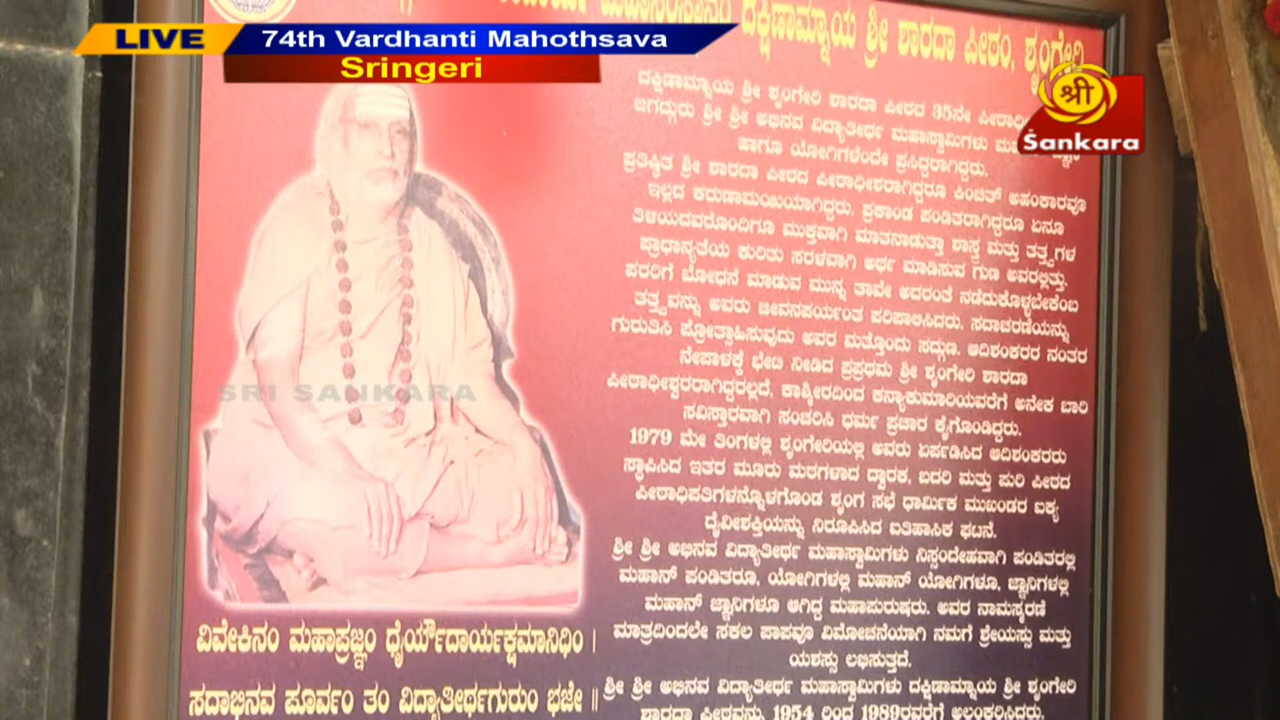 LIVE
74th Vardhanti Mahothsava
Sringeri
ದಕ್ಷಿಣಾಮ್ನಾಯ ಶ್ರೀ ಶಾರದಾ ಪೀಠಂ, ಶೃಂಗೇರಿ
श्री
Śankara
ದಕ್ಷಿಣಾಮ್ನಾಯ ಶ್ರೀ ಶೃಂಗೇರಿ ಶಾರದಾ ಪೀಠದ 35ನೇ
ಜಗದ್ಗುರು ಶ್ರೀ ಶ್ರೀ ಅಭಿನವ ವಿದ್ಯಾತೀರ್ಥ ಮಹಾಸ್ವಾಮಿಗಳು
ಹಾಗೂ ಯೋಗಿಗಳೆಂದೇ ಪ್ರಸಿದ್ಧರಾಗಿದ್ದರು.
ಪ್ರತಿಷ್ಠಿತ ಶ್ರೀ ಶಾರದಾ ಪೀಠದ ಪೀಠಾಧೀಶರಾಗಿದ್ದರೂ ಕಿಂಚಿತ್ ಅಹಂಕಾರವೂ
ಇಲ್ಲದ ಕರುಣಾಮಯಿಯಾಗಿದ್ದರು. ಪ್ರಕಾಂಡ ಪಂಡಿತರಾಗಿದ್ದರೂ ಏನೂ
ತಿಳಿಯದವರೊಂದಿಗೂ ಮುಕ್ತವಾಗಿ ಮಾತನಾಡುತ್ತಾ ಶಾಸ್ತ್ರ ಮತ್ತು ತತ್ತ್ವಗಳ
ಪ್ರಾಧಾನ್ಯತೆಯ ಕುರಿತು ಸರಳವಾಗಿ ಅರ್ಥ ಮಾಡಿಸುವ ಗುಣ ಅವರಲ್ಲಿತ್ತು.
ಪರರಿಗೆ ಬೋಧನೆ ಮಾಡುವ ಮುನ್ನ ತಾವೇ ಅದರಂತೆ ನಡೆದುಕೊಳ್ಳಬೇಕೆಂಬ
ತತ್ತ್ವವನ್ನು ಅವರು ಜೀವನಪರ್ಯಂತ ಪರಿಪಾಲಿಸಿದರು. ಸದಾಚರಣೆಯನ್ನು
ಗುರುತಿಸಿ ಪ್ರೋತ್ಸಾಹಿಸುವುದು ಅವರ ಮತ್ತೊಂದು ಸದ್ಗುಣ. ಆದಿಶಂಕರರ ನಂತರ
ನೇಪಾಳಕ್ಕೆ ಭೇಟಿ ನೀಡಿದ ಪ್ರಪ್ರಥಮ ಶ್ರೀ ಶೃಂಗೇರಿ ಶಾರದಾ
ಪೀಠಾಧೀಶ್ವರರಾಗಿದ್ದರಲ್ಲದೆ, ಕಾಶ್ಮೀರದಿಂದ ಕನ್ಯಾಕುಮಾರಿಯವರೆಗೆ ಅನೇಕ ಬಾರಿ
ಸವಿಸ್ತಾರವಾಗಿ ಸಂಚರಿಸಿ ಧರ್ಮ ಪ್ರಚಾರ ಕೈಗೊಂಡಿದ್ದರು.
1979 ಮೇ ತಿಂಗಳಲ್ಲಿ ಶೃಂಗೇರಿಯಲ್ಲಿ ಅವರು ಏರ್ಪಡಿಸಿದ ಆದಿಶಂಕರರು
ಸ್ಥಾಪಿಸಿದ ಇತರ ಮೂರು ಮಠಗಳಾದ ದ್ವಾರಕ, ಬದರಿ ಮತ್ತು ಪುರಿ ಪೀಠದ
ಪೀಠಾಧಿಪತಿಗಳನ್ನೊಳಗೊಂಡ ಶೃಂಗ ಸಭೆ ಧಾರ್ಮಿಕ ಮುಖಂಡರ ಐಕ್ಯ
ದೈವೀಶಕ್ತಿಯನ್ನು ನಿರೂಪಿಸಿದ ಐತಿಹಾಸಿಕ ಘಟನೆ.
ಶ್ರೀ ಶ್ರೀ ಅಭಿನವ ವಿದ್ಯಾತೀರ್ಥ ಮಹಾಸ್ವಾಮಿಗಳು ನಿಸ್ಸಂದೇಹವಾಗಿ ಪಂಡಿತರಲ್ಲಿ
ಮಹಾನ್ ಪಂಡಿತರೂ, ಯೋಗಿಗಳಲ್ಲಿ ಮಹಾನ್ ಯೋಗಿಗಳೂ, ಜ್ಞಾನಿಗಳಲ್ಲಿ
ಮಹಾನ್ ಜ್ಞಾನಿಗಳೂ ಆಗಿದ್ದ ಮಹಾಪುರುಷರು. ಅವರ ನಾಮಸ್ಮರಣೆ
ಮಾತ್ರದಿಂದಲೇ ಸಕಲ ಪಾಪವೂ ವಿಮೋಚನೆಯಾಗಿ ನಮಗೆ ಶ್ರೇಯಸ್ಸು ಮತ್ತು
ಯಶಸ್ಸು ಲಭಿಸುತ್ತದೆ.
ಶ್ರೀ ಶ್ರೀ ಅಭಿನವ ವಿದ್ಯಾತೀರ್ಥ ಮಹಾಸ್ವಾಮಿಗಳು ದಕ್ಷಿಣಾಮ್ನಾಯ ಶ್ರೀ ಶೃಂಗೇರಿ
ಶಾರದಾ ಪೀಠವನ್ನು 1954 ರಿಂದ 1989ರವರೆಗೆ ಅಲಂಕರಿಸಿದರು.
SRI SANKARA
ವಿವೇಕಿನಂ ಮಹಾಪ್ರಜ್ಞಂ ಧೈರ್ಯೌದಾರ್ಯಕ್ಷಮಾನಿಧಿಂ ।
ಸದಾಭಿನವ ಪೂರ್ವಂ ತಂ ವಿದ್ಯಾತೀರ್ಥಗುರುಂ ಭಜೇ ॥